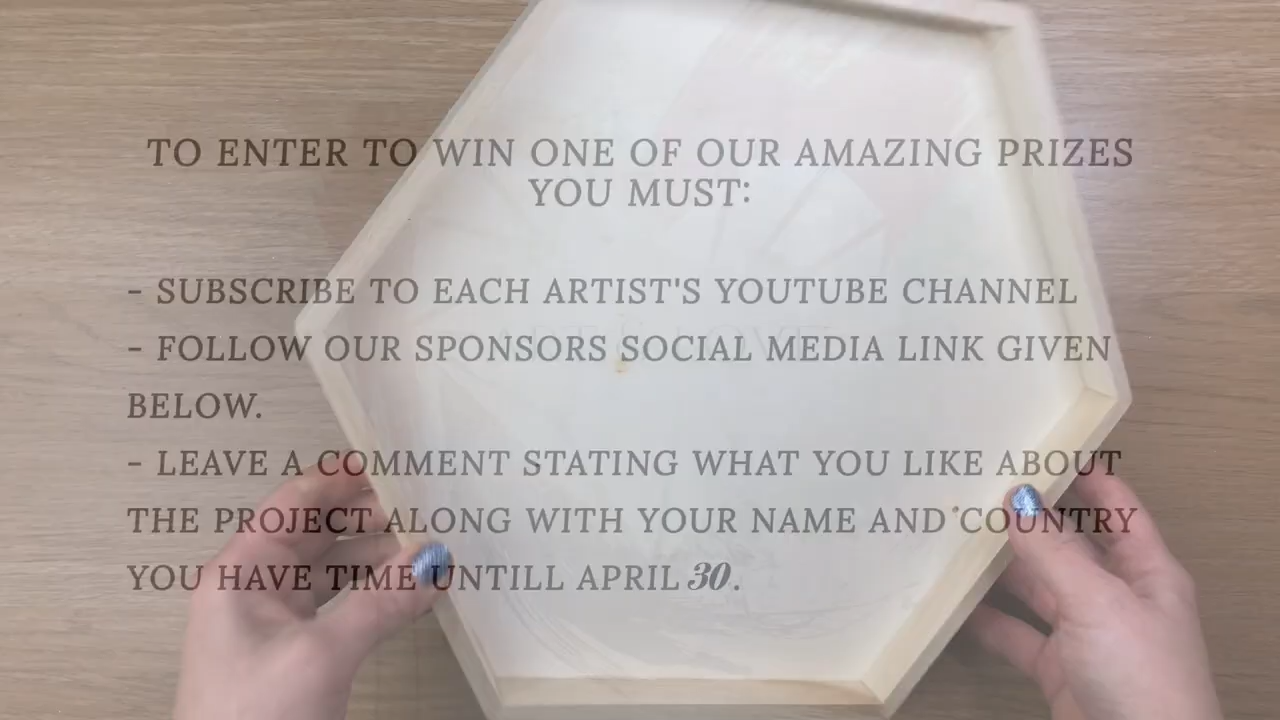 TO ENTER TO WIN ONE OF OUR AMAZING PRIZES
YOU MUST:
- SUBSCRIBE TO EACH ARTIST'S YOUTUBE CHANNEL
- FOLLOW OUR SPONSORS SOCIAL MEDIA LINK GIVEN
BELOW.
- LEAVE A COMMENT STATING WHAT YOU LIKE ABOUT
THE PROJECT ALONG WITH YOUR NAME AND COUNTRY
YOU HAVE TIME UNTILL APRIL 30.